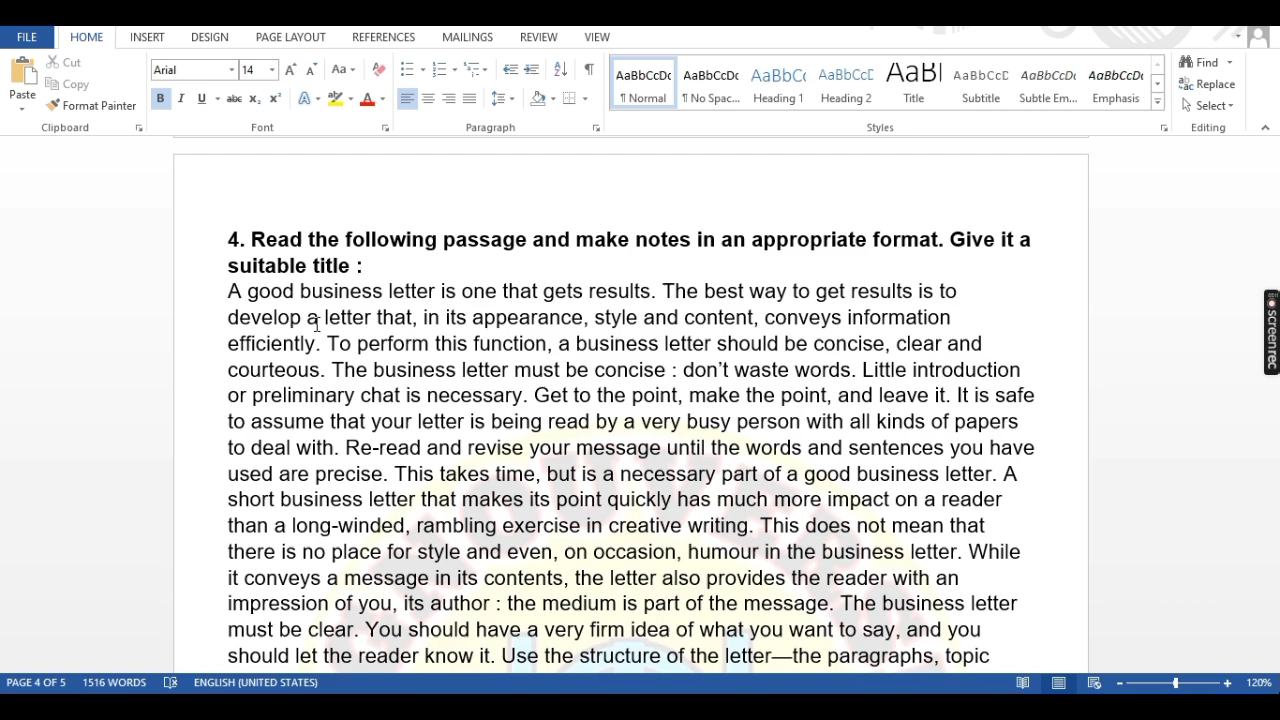 FILE HOME INSERT DESIGN PAGE LAYOUT REFERENCES MAILINGS REVIEW VIEW
Paste
Cut
Copy
Format Painter
Clipboard
Arial 14
Font
Paragraph
AaBbCcDc AaBbCcDc AaBbCc AaBbCcC AaBl AaBbCcD AaBbCcDc AaBbCcDc
¶ Normal ¶ No Spac... Heading 1 Heading 2 Title Subtitle Subtle Em... Emphasis
Styles
Find
Replace
Select
Editing
4. Read the following passage and make notes in an appropriate format. Give it a
suitable title :
A good business letter is one that gets results. The best way to get results is to
develop a letter that, in its appearance, style and content, conveys information
efficiently. To perform this function, a business letter should be concise, clear and
courteous. The business letter must be concise : don’t waste words. Little introduction
or preliminary chat is necessary. Get to the point, make the point, and leave it. It is safe
to assume that your letter is being read by a very busy person with all kinds of papers
to deal with. Re-read and revise your message until the words and sentences you have
used are precise. This takes time, but is a necessary part of a good business letter. A
short business letter that makes its point quickly has much more impact on a reader
than a long-winded, rambling exercise in creative writing. This does not mean that
there is no place for style and even, on occasion, humour in the business letter. While
it conveys a message in its contents, the letter also provides the reader with an
impression of you, its author : the medium is part of the message. The business letter
must be clear. You should have a very firm idea of what you want to say, and you
should let the reader know it. Use the structure of the letter—the paragraphs, topic
screenrec
PAGE 4 OF 5 1516 WORDS ENGLISH (UNITED STATES) 120%